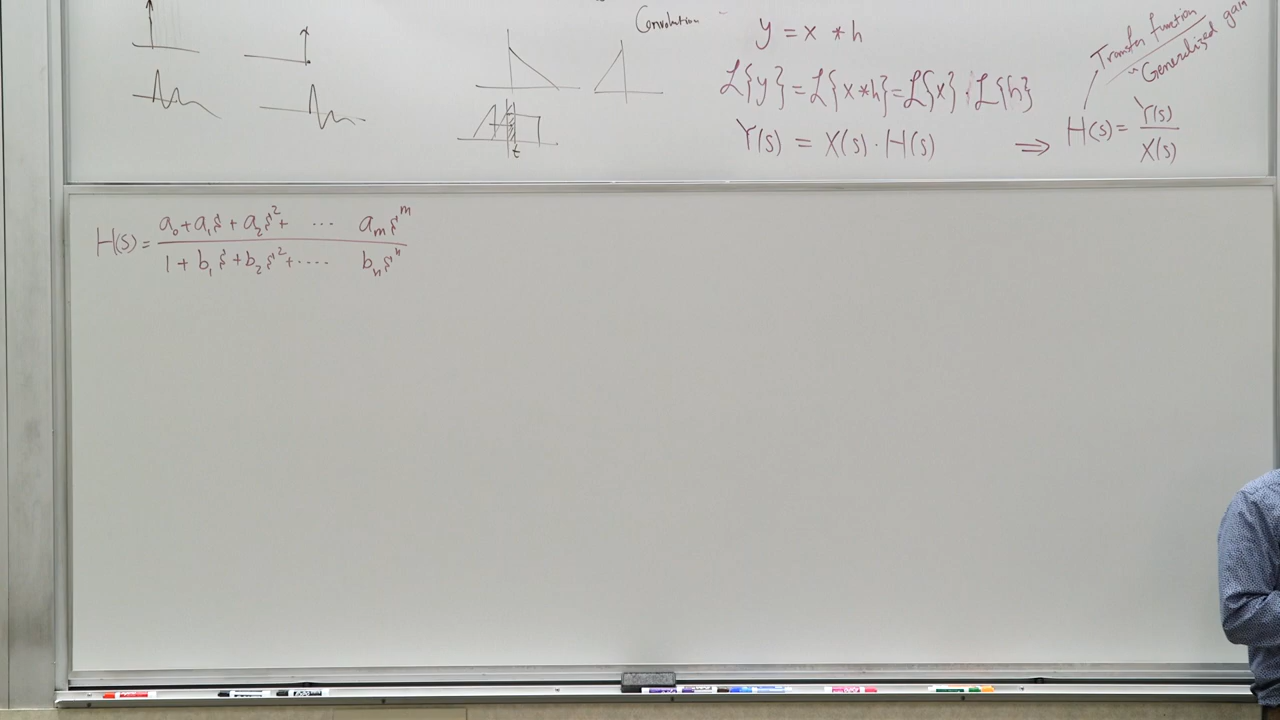 Convolution
y = x * h
ℒ{y} = ℒ{x * h} = ℒ{x} · ℒ{h}
Y(s) = X(s) · H(s) ⇒ H(s) = Y(s) / X(s)
Transfer function
"Generalized gain
t
H(s) = (a₀ + a₁s + a₂s² + ··· aₘsᵐ) / (1 + b₁s + b₂s² + ···· bₙsⁿ)